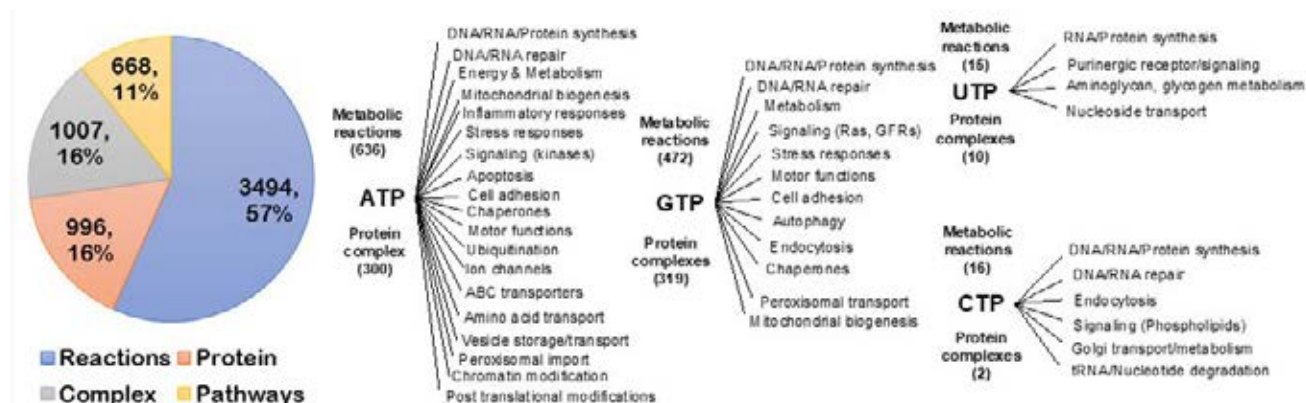 668,
11%
1007,
16%
996,
16%
3494,
57%
Reactions
Protein
Complex
Pathways
Metabolic
reactions
(636)
ATP
Protein
complex
(300)
DNA/RNA/Protein synthesis
DNA/RNA repair
Energy & Metabolism
Mitochondrial biogenesis
Inflammatory responses
Stress responses
Signaling (kinases)
Apoptosis
Cell adhesion
Chaperones
Motor functions
Ubiquitination
Ion channels
ABC transporters
Amino acid transport
Vesicle storage/transport
Peroxisomal import
Chromatin modification
Post translational modifications
Metabolic
reactions
(472)
GTP
Protein
complexes
(319)
DNA/RNA/Protein synthesis
DNA/RNA repair
Metabolism
Signaling (Ras, GFRs)
Stress responses
Motor functions
Cell adhesion
Autophagy
Endocytosis
Chaperones
Peroxisomal transport
Mitochondrial biogenesis
Metabolic
reactions
(15)
UTP
Protein
complexes
(10)
RNA/Protein synthesis
Purinergic receptor/signaling
Aminoglycan, glycogen metabolism
Nucleoside transport
Metabolic
reactions
(16)
CTP
Protein
complexes
(2)
DNA/RNA/Protein synthesis
DNA/RNA repair
Endocytosis
Signaling (Phospholipids)
Golgi transport/metabolism
tRNA/Nucleotide degradation